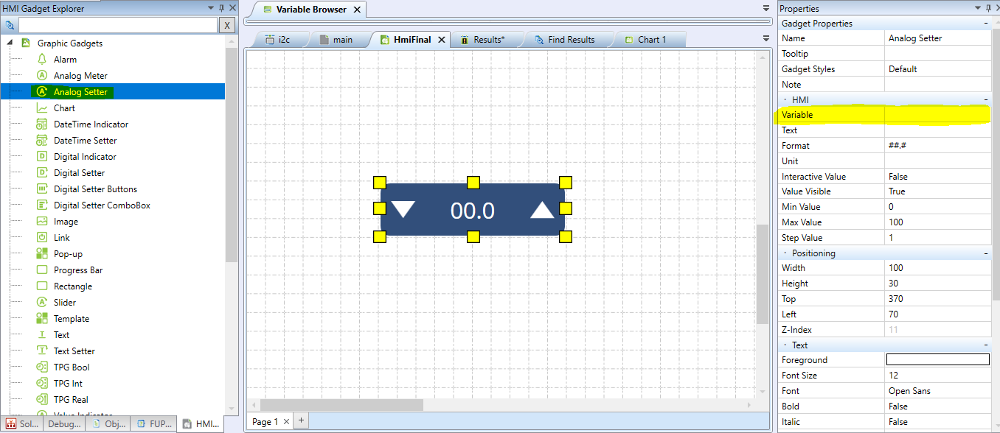 HMI Gadget Explorer
X
Graphic Gadgets
Alarm
Analog Meter
Analog Setter
Chart
DateTime Indicator
DateTime Setter
Digital Indicator
Digital Setter
Digital Setter Buttons
Digital Setter ComboBox
Image
Link
Pop-up
Progress Bar
Rectangle
Slider
Template
Text
Text Setter
TPG Bool
TPG Int
TPG Real
Value Indicator
Sol... Debug... Obj... FUP... HMI...
Variable Browser
i2c main HmiFinal Results* Find Results Chart 1
00.0
Page 1 +
Properties
Gadget Properties
Name Analog Setter
Tooltip
Gadget Styles Default
Note
HMI
Variable
Text
Format ##.#
Unit
Interactive Value False
Value Visible True
Min Value 0
Max Value 100
Step Value 1
Positioning
Width 100
Height 30
Top 370
Left 70
Z-Index 11
Text
Foreground
Font Size 12
Font Open Sans
Bold False
Italic False